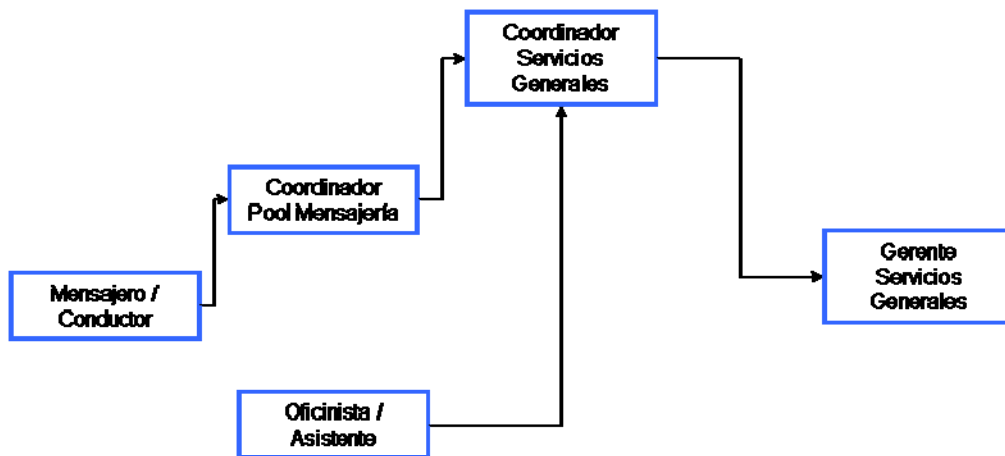 Coordinador
Servicios
Generales
Coordinador
Pool Mensajería
Gerente
Servicios
Generales
Mensajero /
Conductor
Oficinista /
Asistente